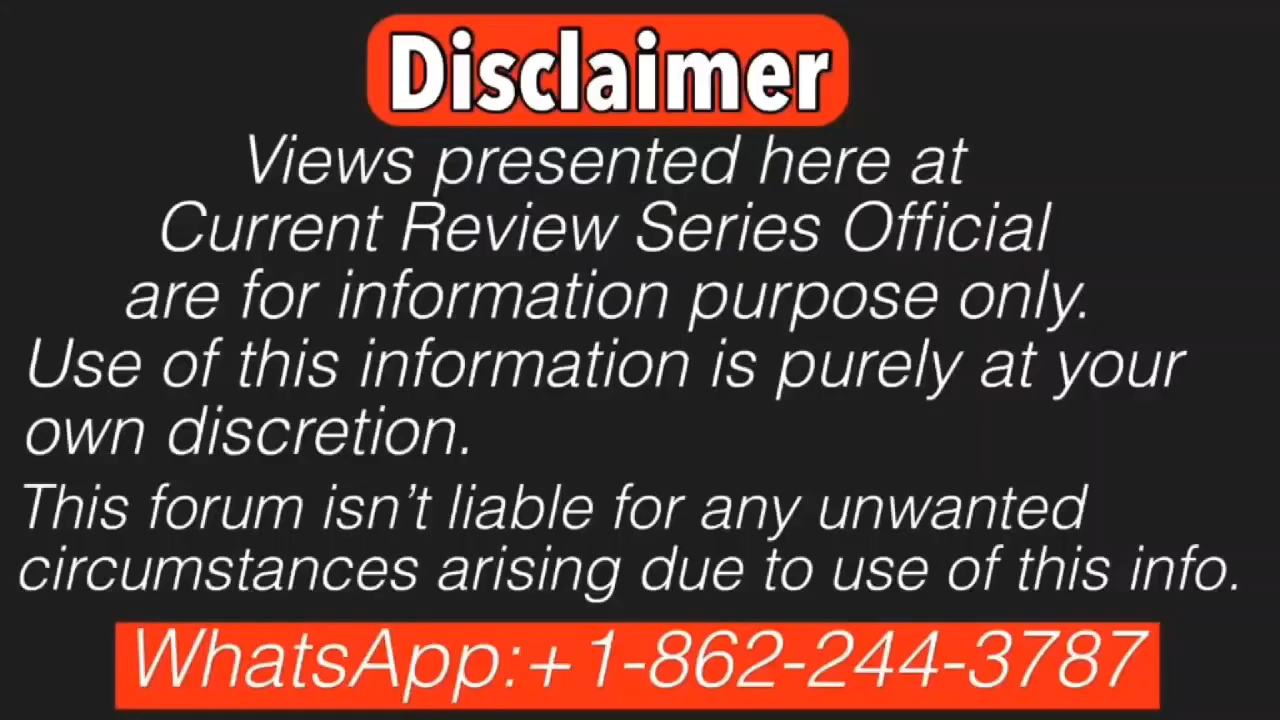 Disclaimer
Views presented here at
Current Review Series Official
are for information purpose only.
Use of this information is purely at your
own discretion.
This forum isn’t liable for any unwanted
circumstances arising due to use of this info.
WhatsApp:+1-862-244-3787